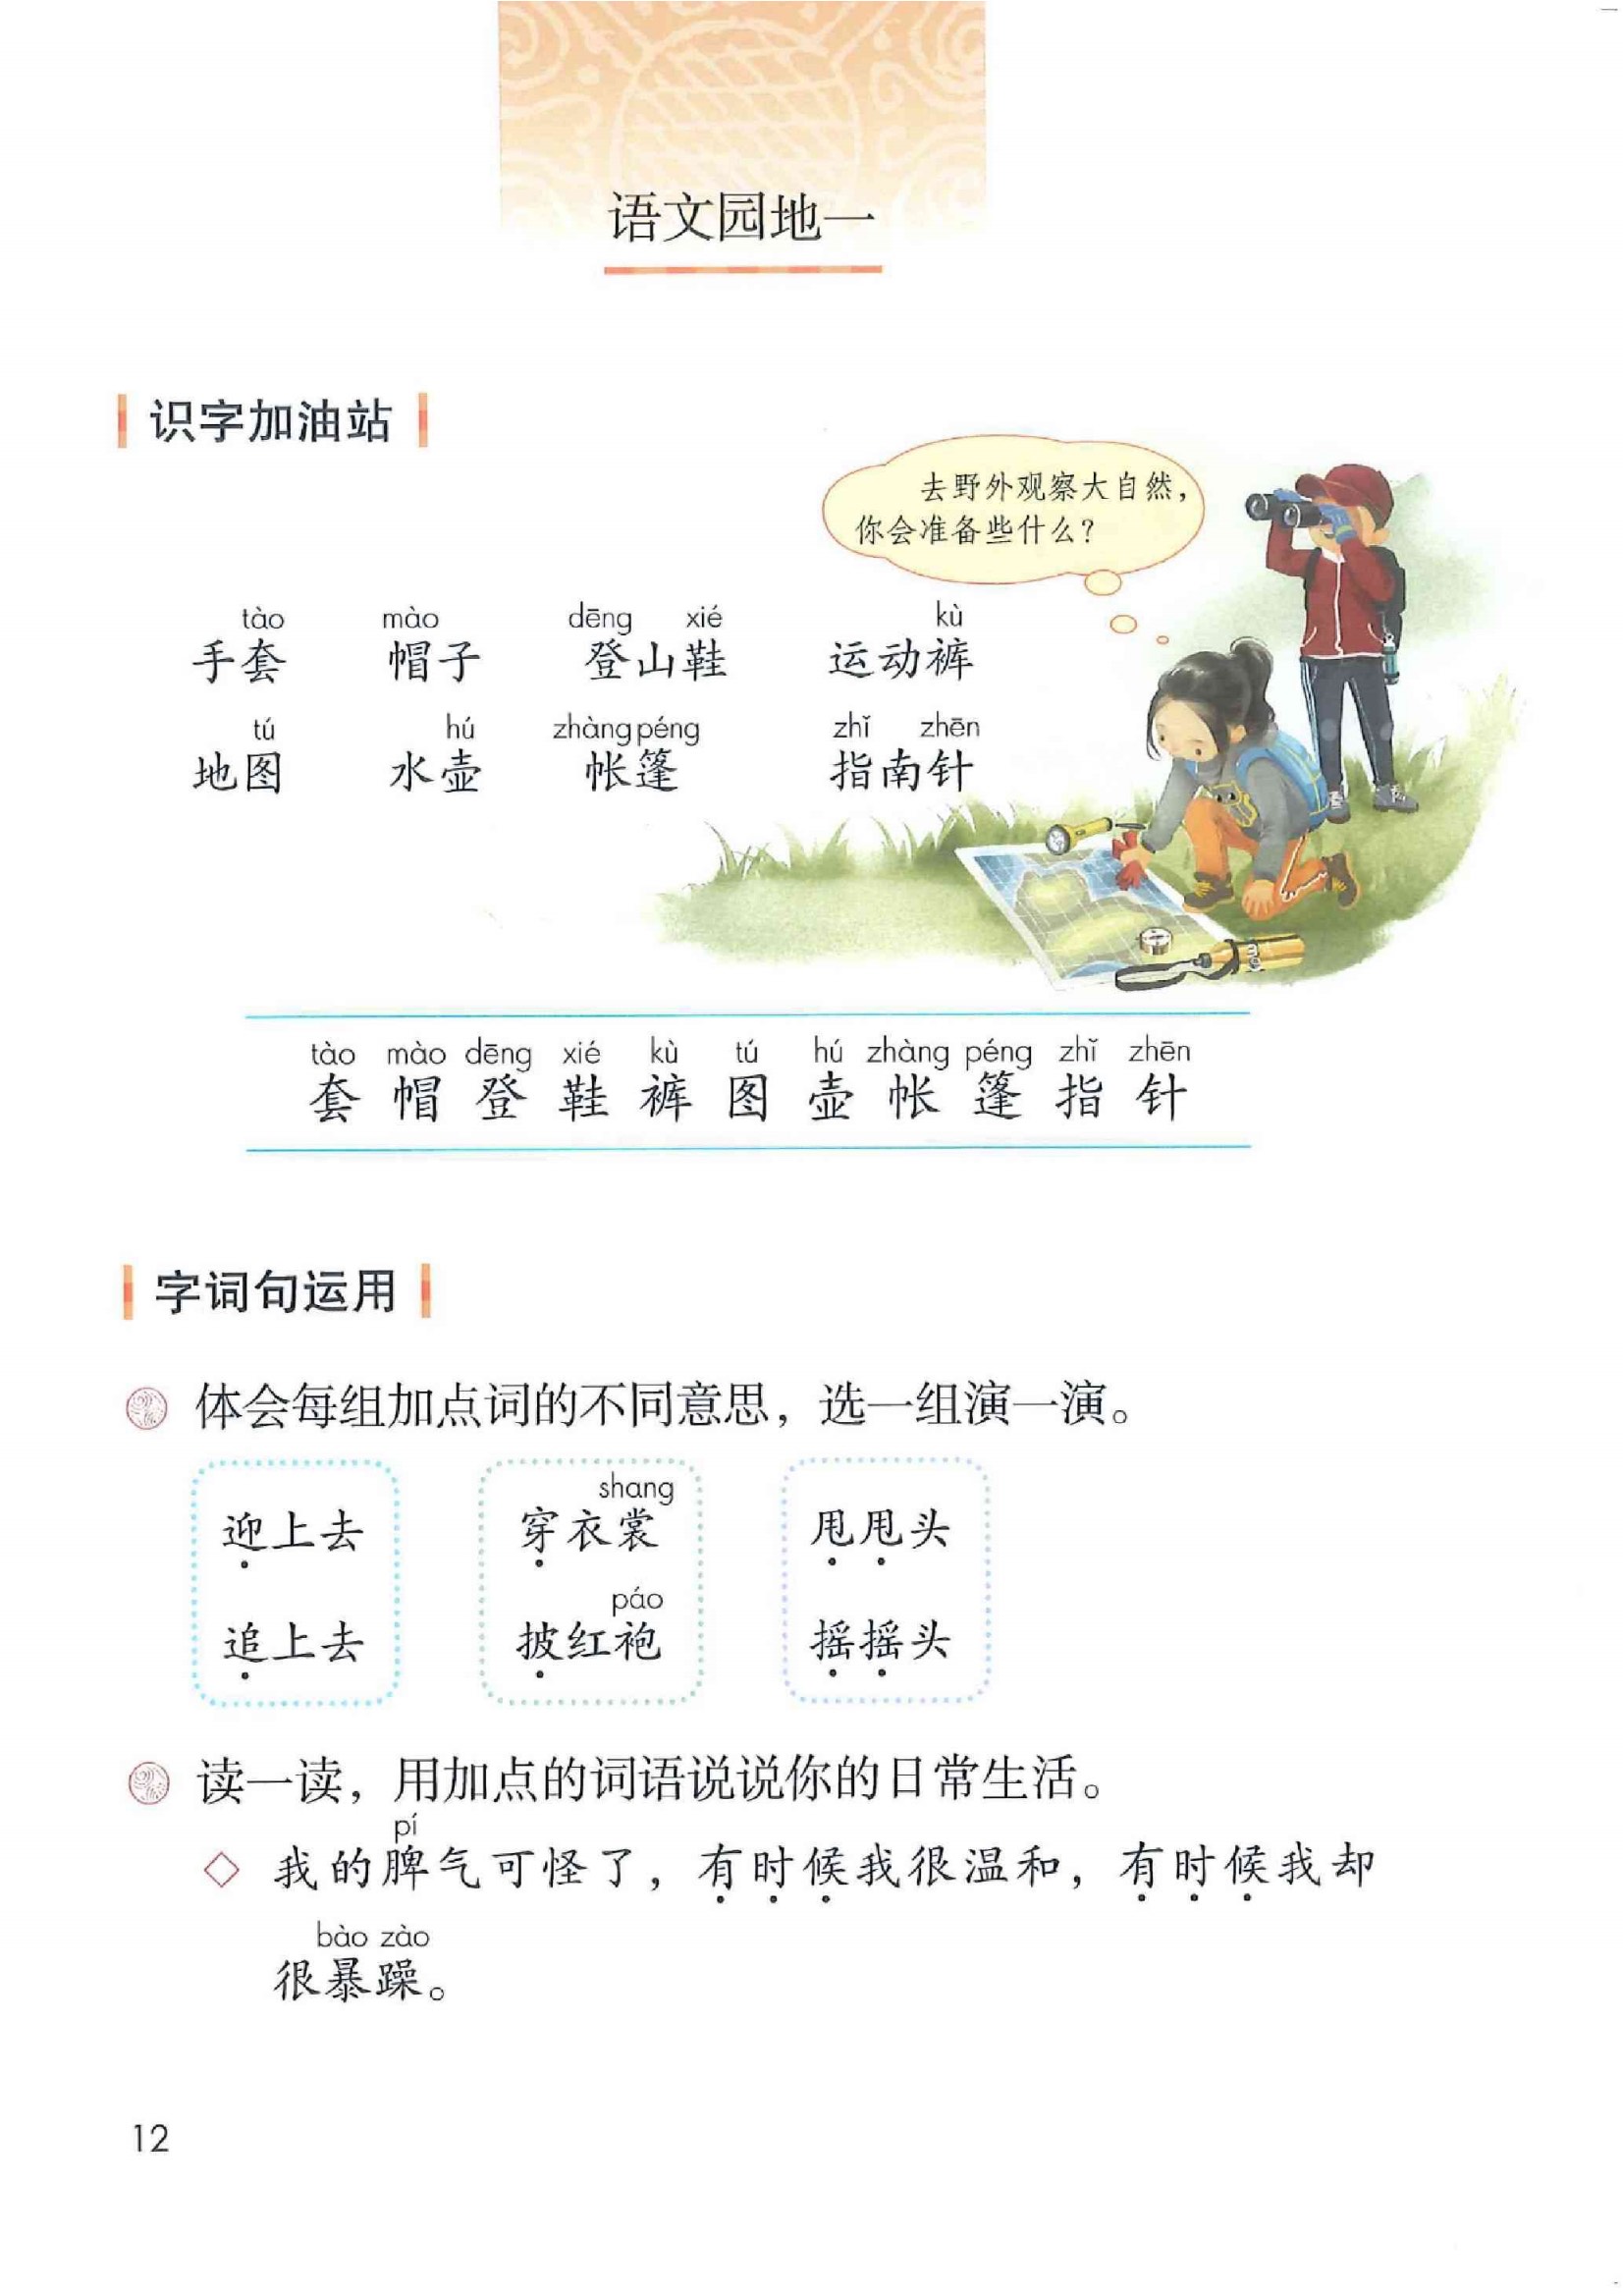 语文园地一
识字加油站
去野外观察大自然，
你会准备些什么？
tào mào dēng xié kù
手套 帽子 登山鞋 运动裤
tú hú zhàng péng zhǐ zhēn
地图 水壶 帐篷 指南针
tào mào dēng xié kù tú hú zhàng péng zhǐ zhēn
套 帽 登 鞋 裤 图 壶 帐 篷 指 针
字词句运用
体会每组加点词的不同意思，选一组演一演。
shang
迎上去 穿衣裳 甩甩头
páo
追上去 披红袍 摇摇头
读一读，用加点的词语说说你的日常生活。
pí
我的脾气可怪了，有时候我很温和，有时候我却
bào zào
很暴躁。
12